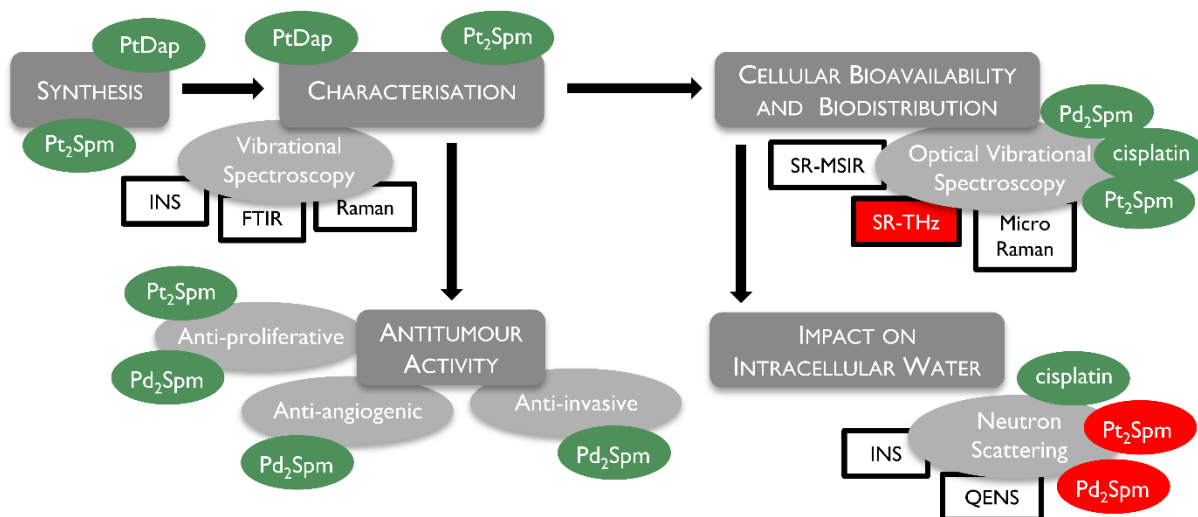 PtDap
SYNTHESIS
Pt₂Spm
PtDap
Pt₂Spm
CHARACTERISATION
Vibrational
Spectroscopy
INS
FTIR
Raman
CELLULAR BIOAVAILABILITY
AND BIODISTRIBUTION
Pd₂Spm
Optical Vibrational
Spectroscopy
cisplatin
Pt₂Spm
SR-MSIR
SR-THz
Micro
Raman
Pt₂Spm
Anti-proliferative
Pd₂Spm
ANTITUMOUR
ACTIVITY
Anti-angiogenic
Pd₂Spm
Anti-invasive
Pd₂Spm
IMPACT ON
INTRACELLULAR WATER
cisplatin
Neutron
Scattering
Pt₂Spm
Pd₂Spm
INS
QENS